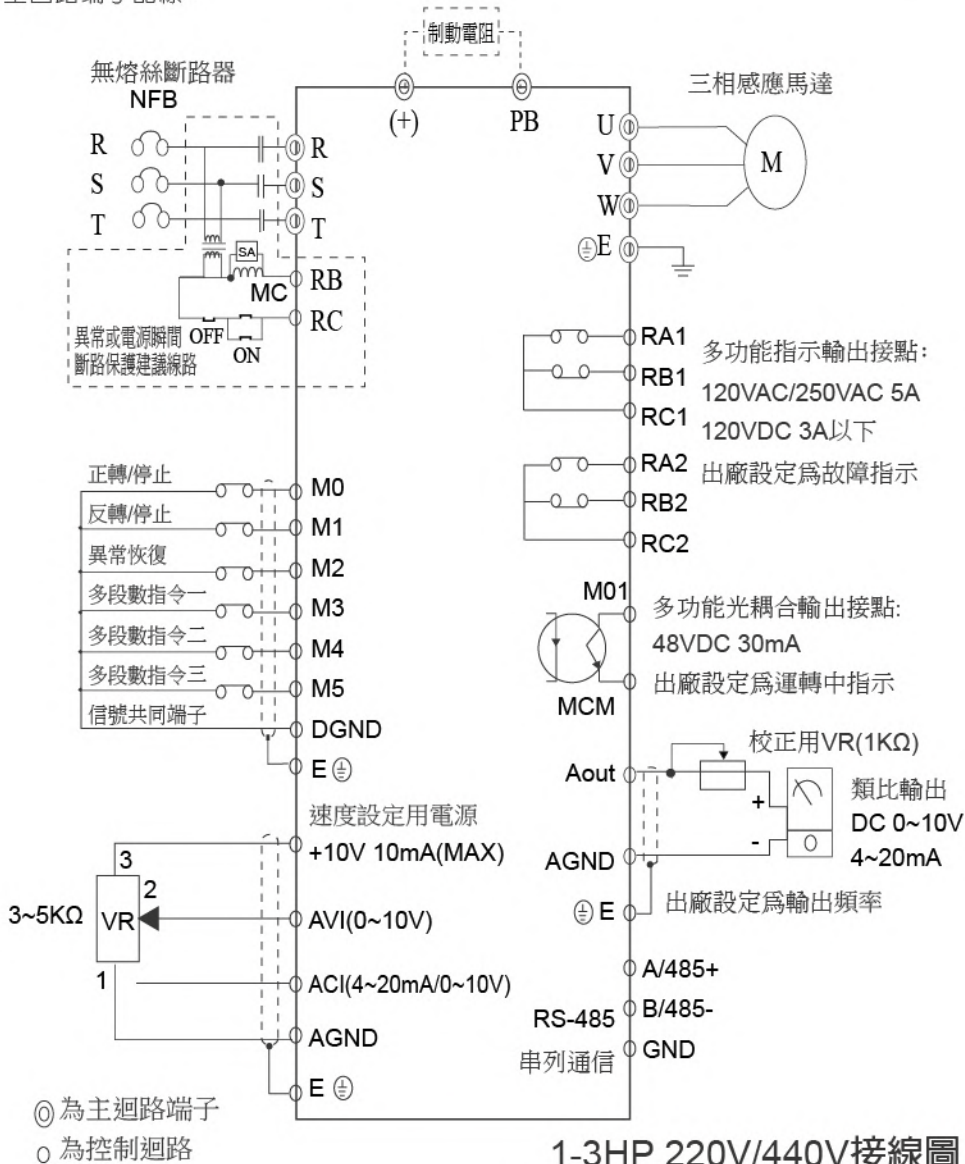 主回路端子配線
制動電阻
無熔絲斷路器
NFB
(+)
PB
三相感應馬達
R
S
T
R
S
T
U
V
W
E
M
SA
MC
RB
RC
OFF
ON
異常或電源瞬間
斷路保護建議線路
RA1
RB1
RC1
多功能指示輸出接點：
120VAC/250VAC 5A
120VDC 3A以下
出廠設定爲故障指示
RA2
RB2
RC2
正轉/停止
M0
反轉/停止
M1
異常恢復
M2
多段數指令一
M3
多段數指令二
M4
多段數指令三
M5
信號共同端子
DGND
E
M01
MCM
多功能光耦合輸出接點:
48VDC 30mA
出廠設定爲運轉中指示
速度設定用電源
+10V 10mA(MAX)
3
2
1
3~5KΩ
VR
AVI(0~10V)
ACI(4~20mA/0~10V)
AGND
E
Aout
校正用VR(1KΩ)
+
-
類比輸出
DC 0~10V
4~20mA
AGND
E
出廠設定爲輸出頻率
A/485+
B/485-
GND
RS-485
串列通信
為主迴路端子
為控制迴路
1-3HP 220V/440V接線圖